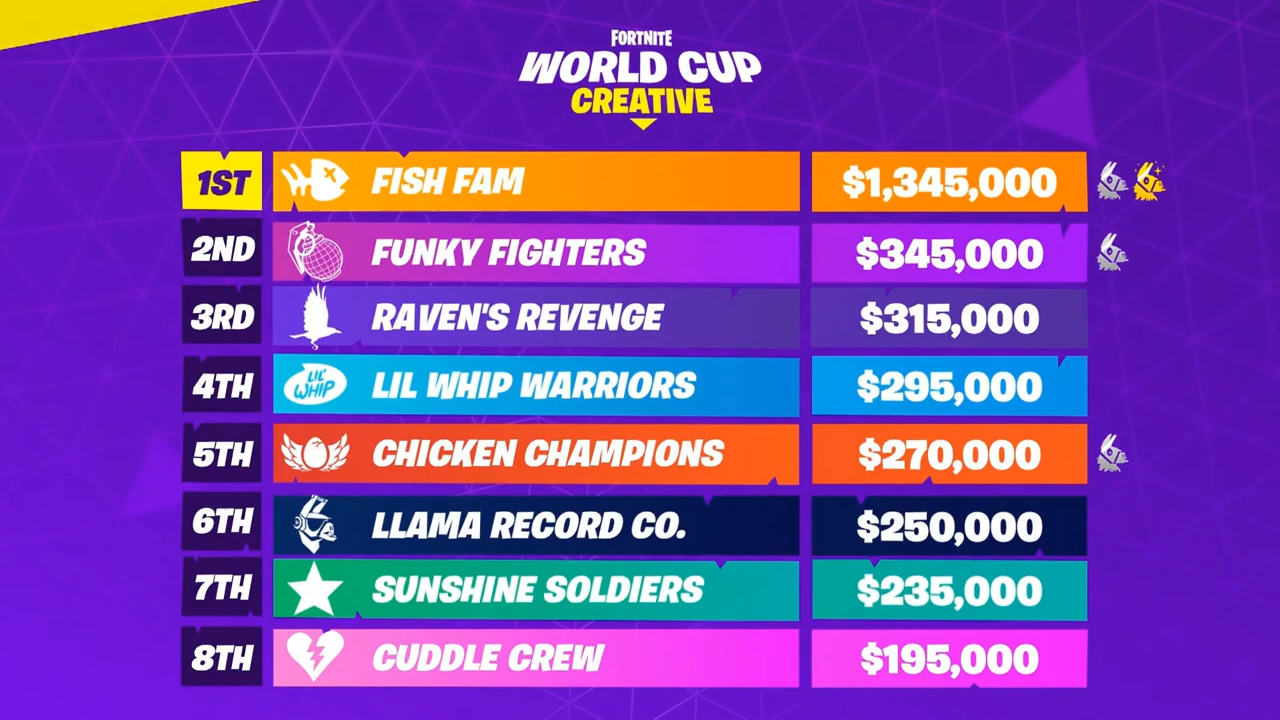 FORTNITE
WORLD CUP
CREATIVE
1ST FISH FAM $1,345,000
2ND FUNKY FIGHTERS $345,000
3RD RAVEN'S REVENGE $315,000
4TH LIL' WHIP LIL WHIP WARRIORS $295,000
5TH CHICKEN CHAMPIONS $270,000
6TH LLAMA RECORD CO. $250,000
7TH SUNSHINE SOLDIERS $235,000
8TH CUDDLE CREW $195,000